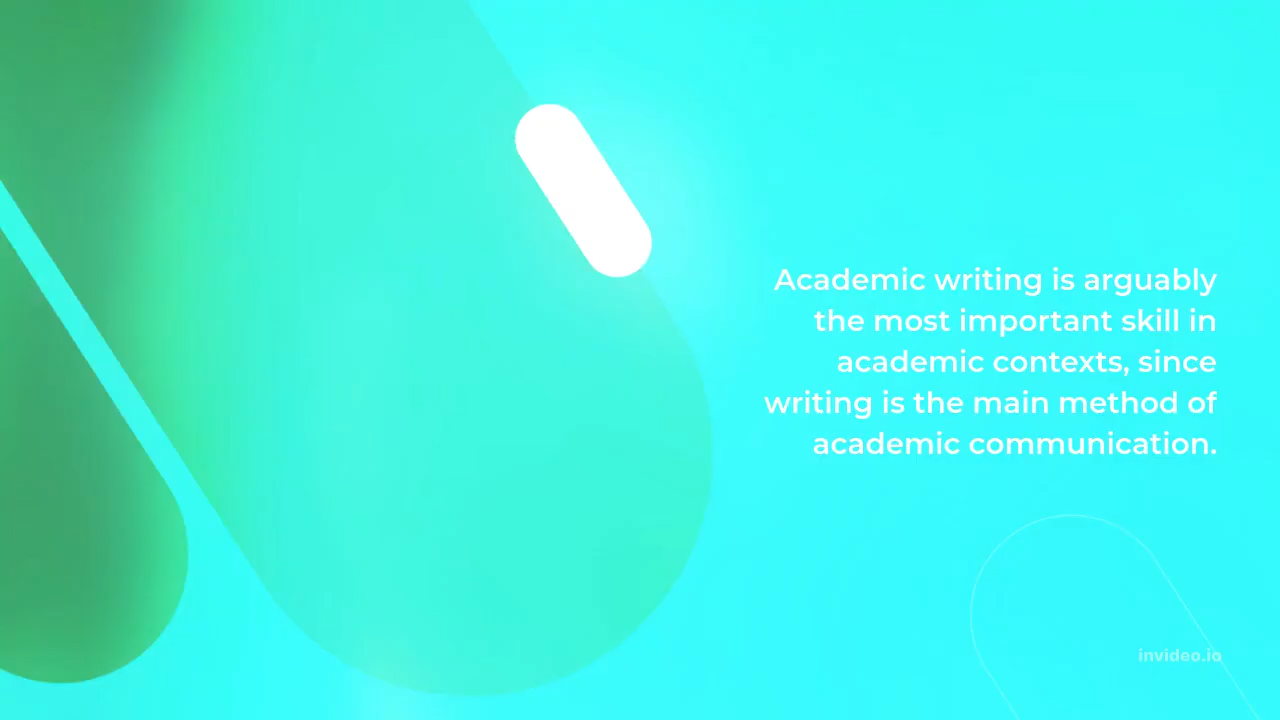 Academic writing is arguably
the most important skill in
academic contexts, since
writing is the main method of
academic communication.
invideo.io